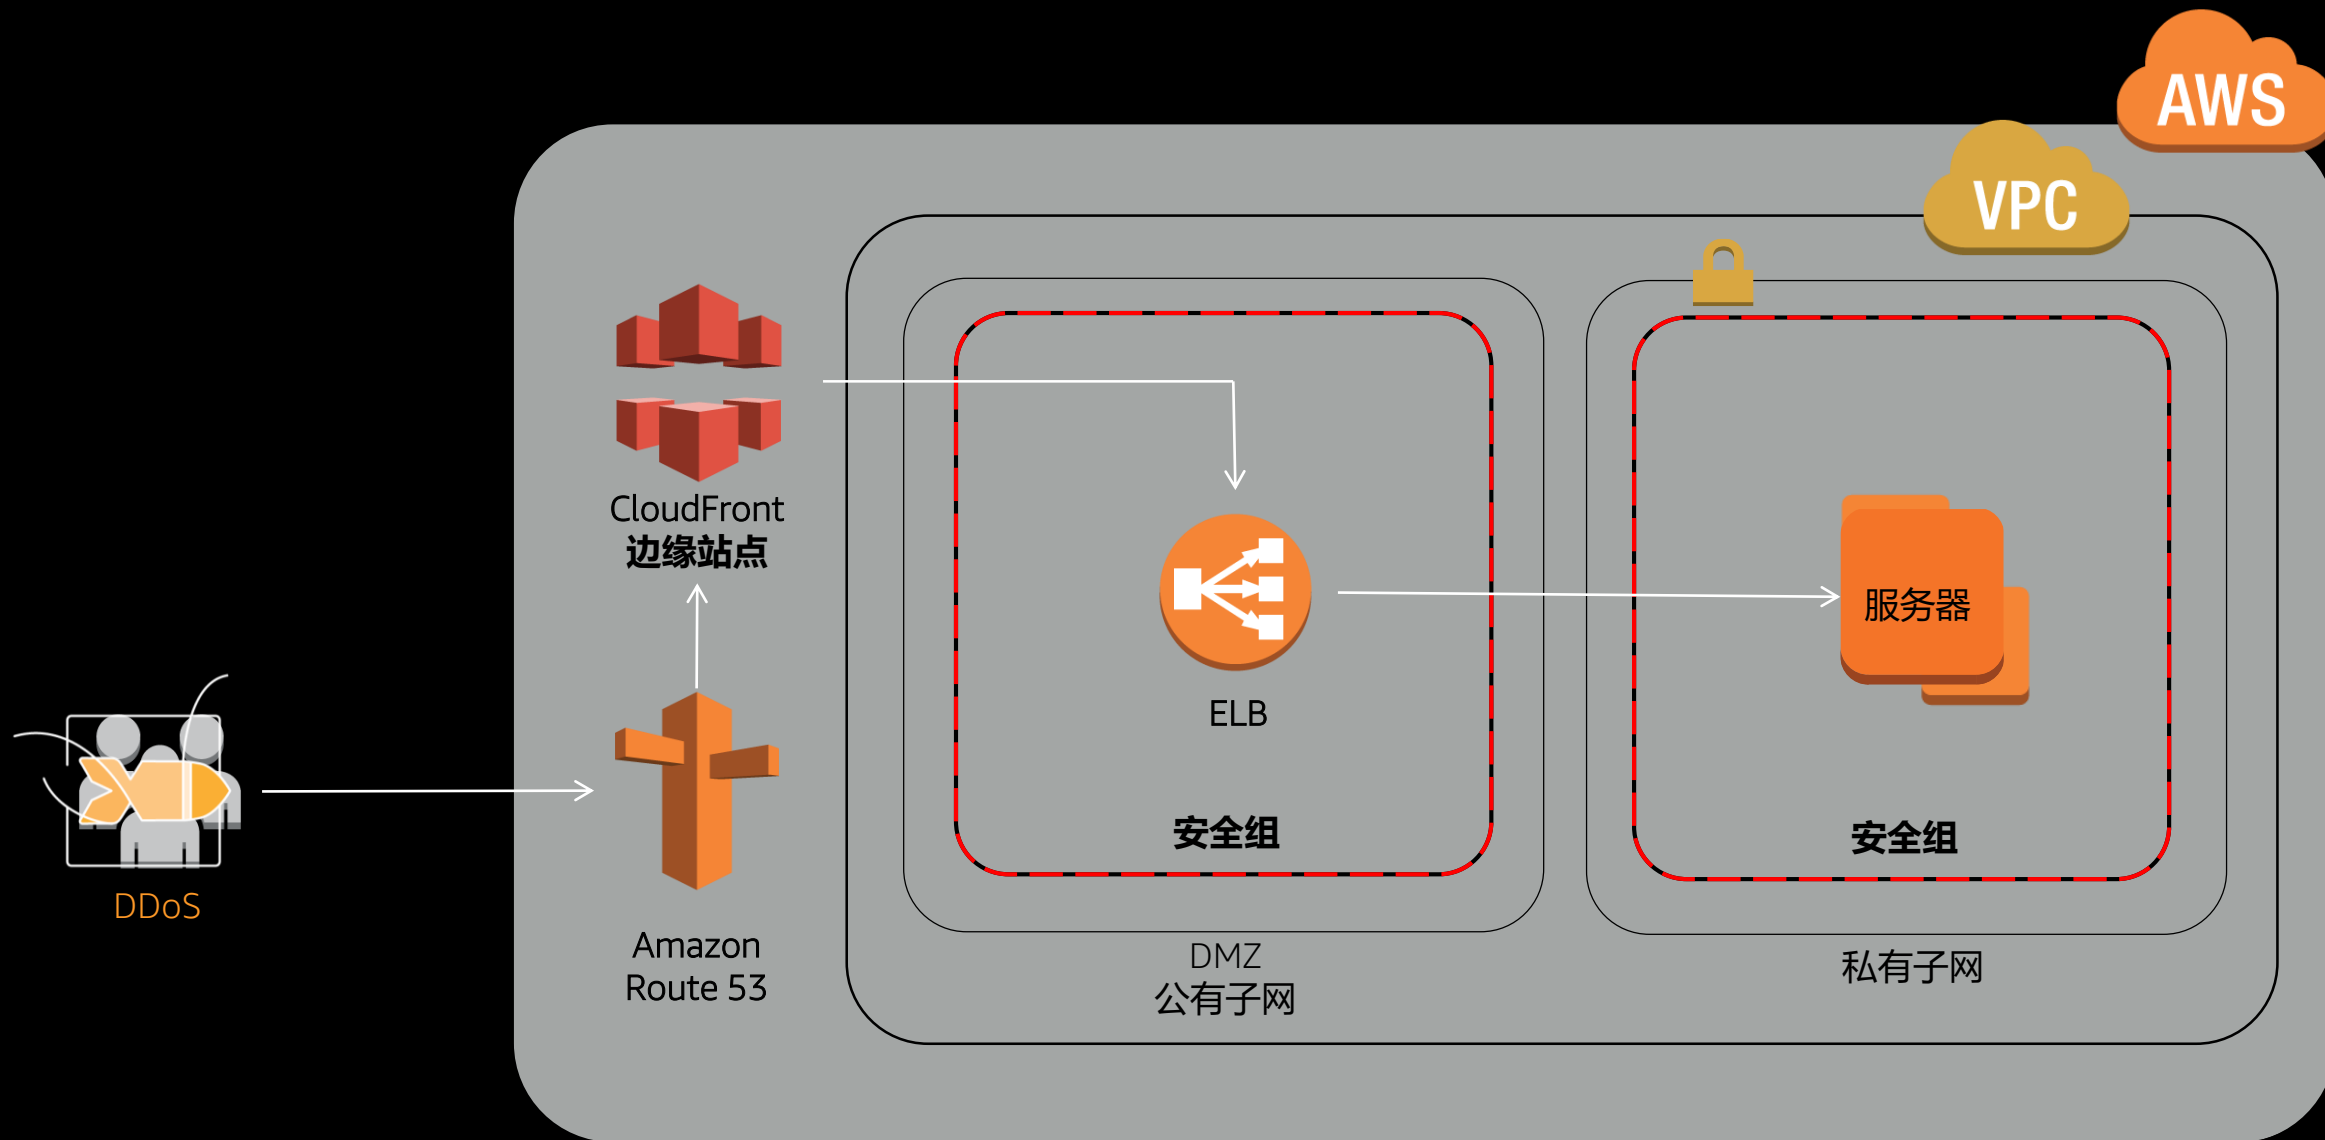 AWS
VPC
CloudFront
边缘站点
服务器
ELB
安全组
安全组
DDoS
Amazon
Route 53
DMZ
公有子网
私有子网